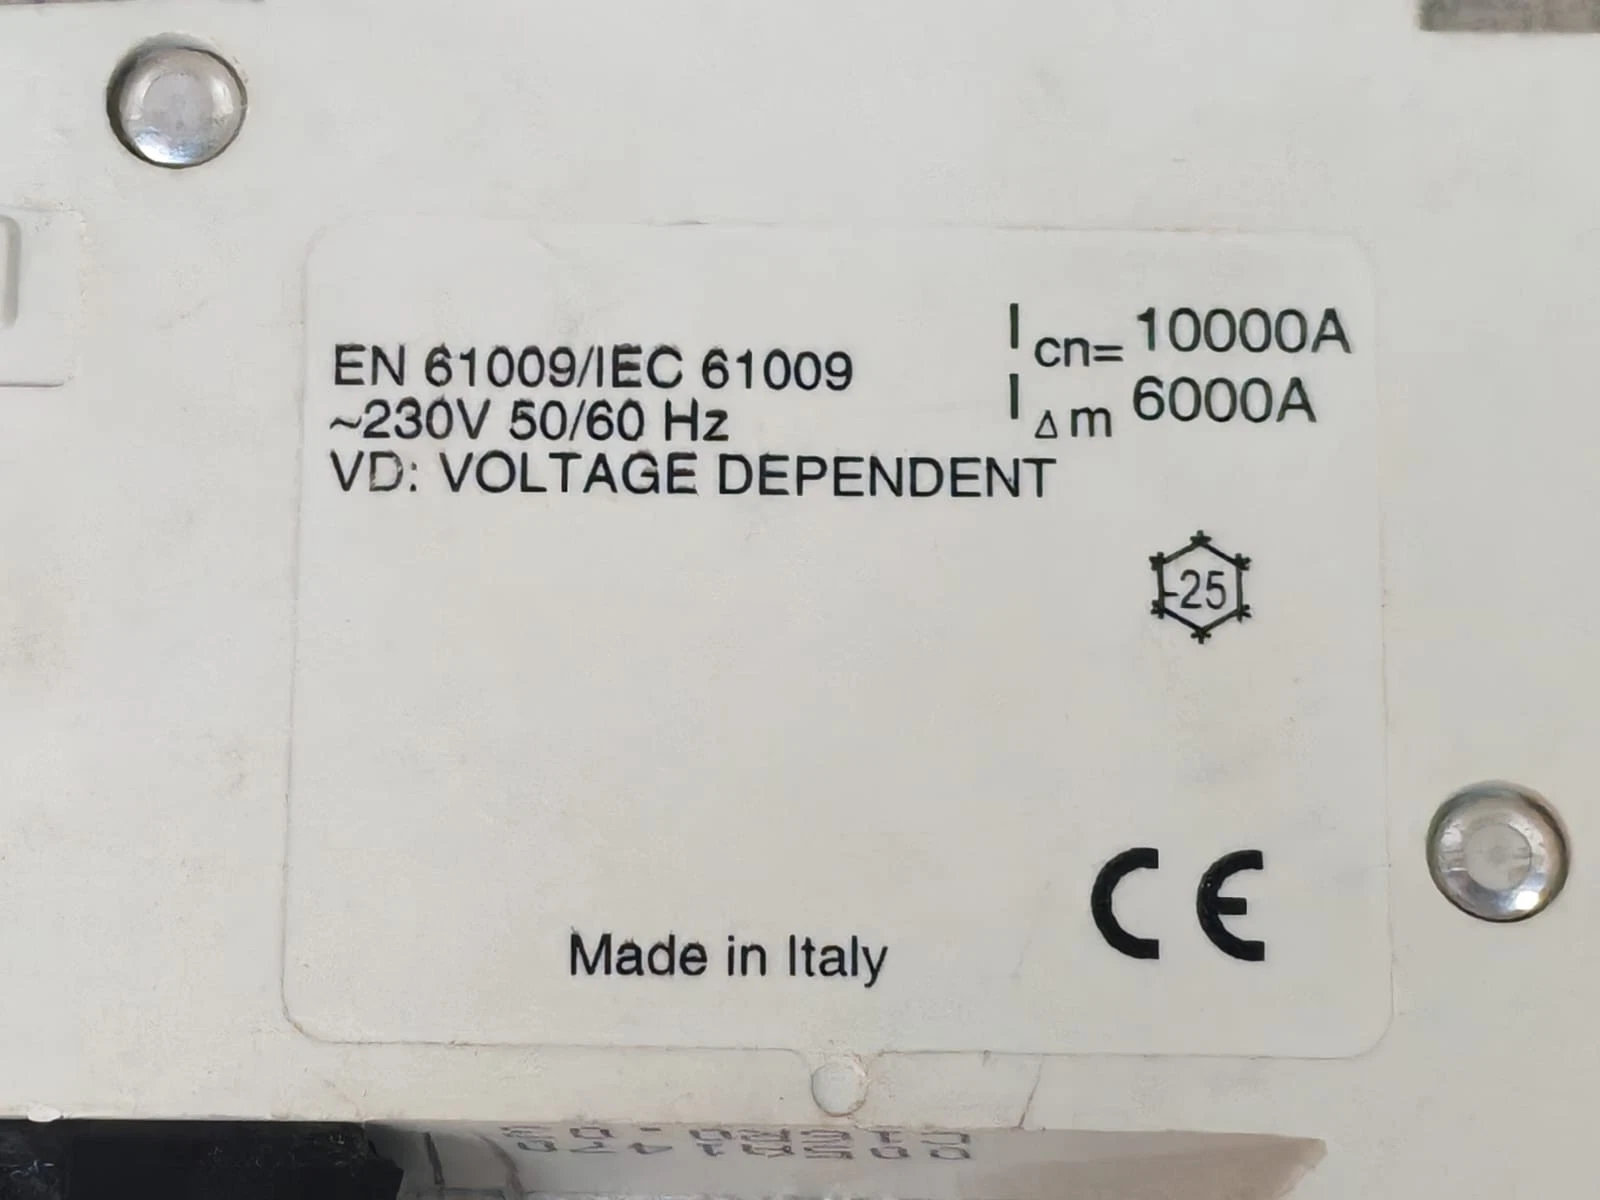 EN 61009/IEC 61009
~230V 50/60 Hz
VD: VOLTAGE DEPENDENT
Icn= 10000A
I∆m 6000A
-25
CE
Made in Italy